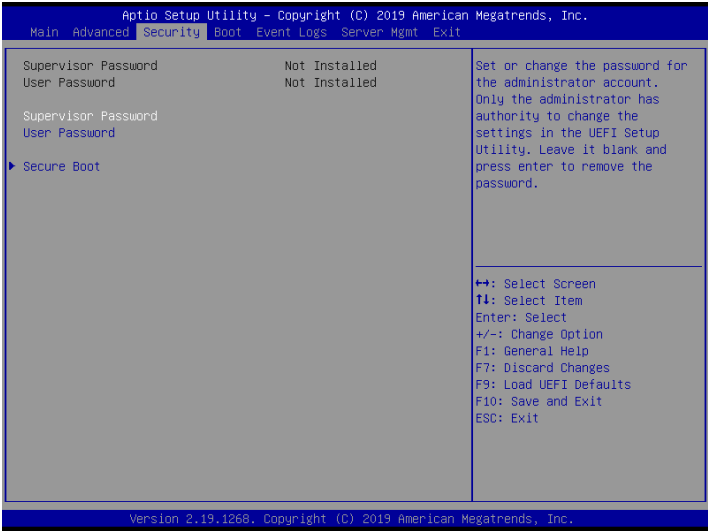 Aptio Setup Utility – Copyright (C) 2019 American Megatrends, Inc.
Main Advanced Security Boot Event Logs Server Mgmt Exit
Supervisor Password Not Installed
User Password Not Installed
Supervisor Password
User Password
Secure Boot
Set or change the password for
the administrator account.
Only the administrator has
authority to change the
settings in the UEFI Setup
Utility. Leave it blank and
press enter to remove the
password.
↔: Select Screen
↑↓: Select Item
Enter: Select
+/-: Change Option
F1: General Help
F7: Discard Changes
F9: Load UEFI Defaults
F10: Save and Exit
ESC: Exit
Version 2.19.1268. Copyright (C) 2019 American Megatrends, Inc.